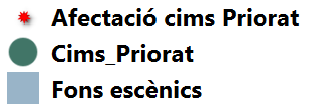 Afectació cims Priorat
Cims_Priorat
Fons escènics